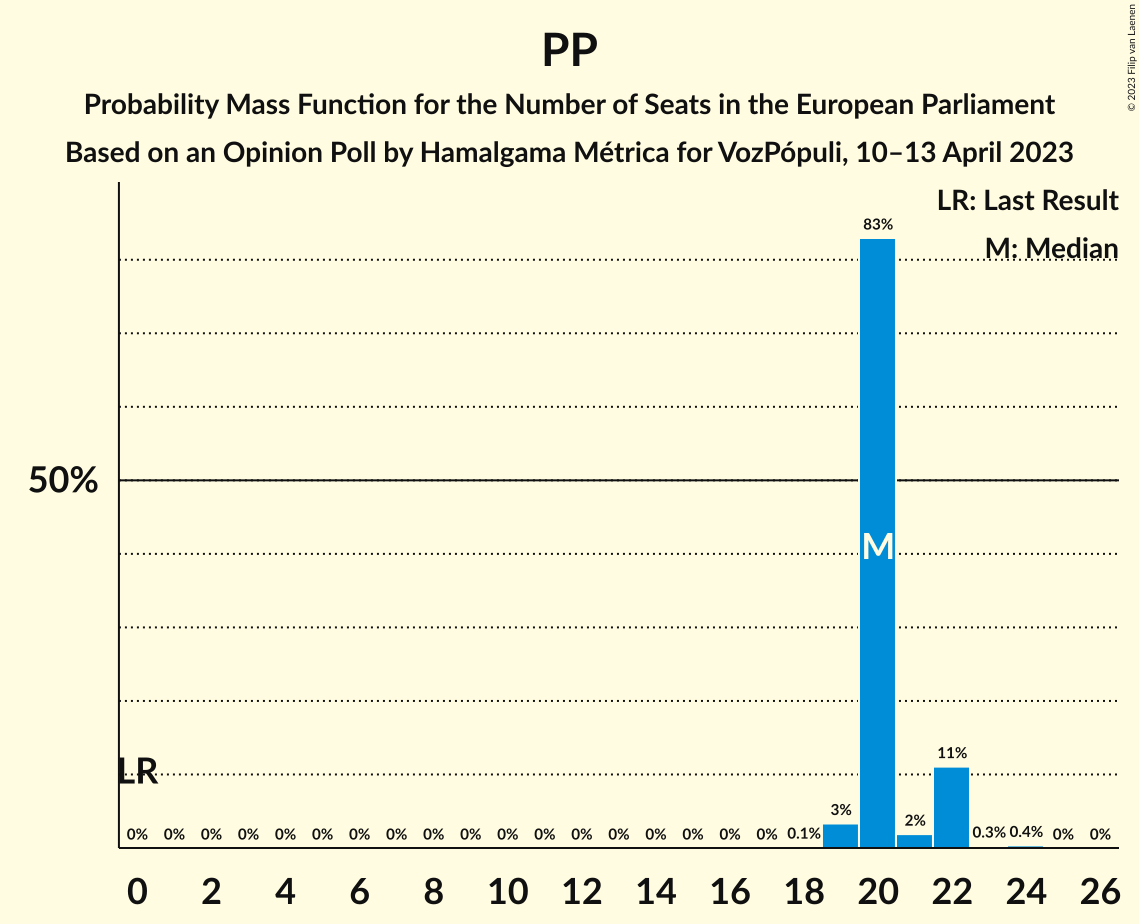 PP
Probability Mass Function for the Number of Seats in the European Parliament
Based on an Opinion Poll by Hamalgama Métrica for VozPópuli, 10–13 April 2023
© 2023 Filip van Laenen
LR: Last Result
M: Median
83%
50%
M
LR
11%
3%
2%
0% 0% 0% 0% 0% 0% 0% 0% 0% 0% 0% 0% 0% 0% 0% 0% 0% 0% 0.1% 0.3% 0.4% 0% 0%
0 2 4 6 8 10 12 14 16 18 20 22 24 26